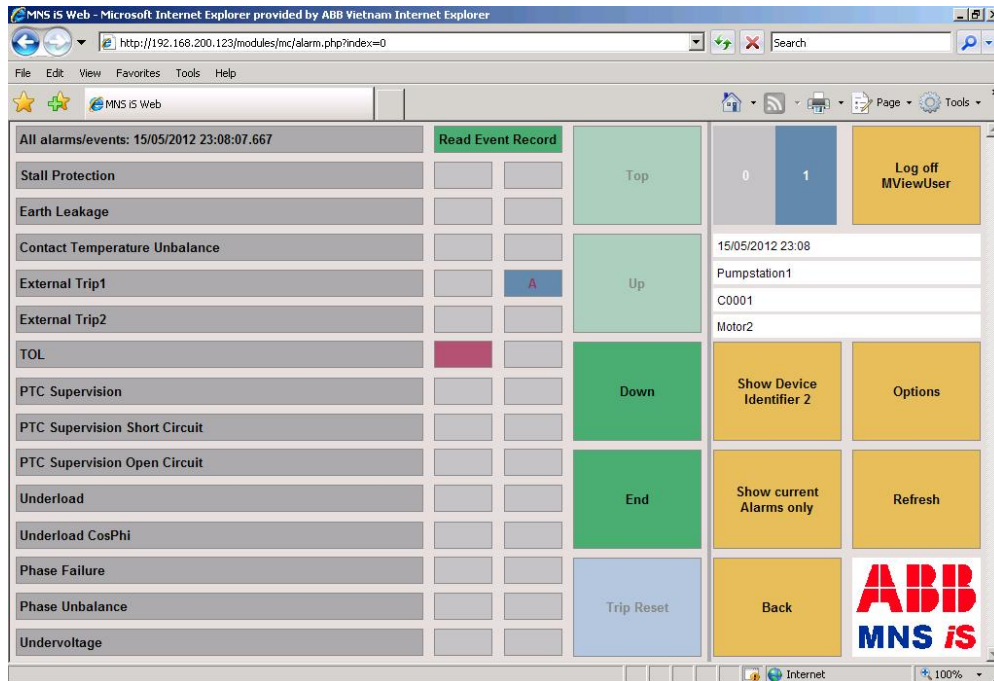 MNS iS Web - Microsoft Internet Explorer provided by ABB Vietnam Internet Explorer
http://192.168.200.123/modules/mc/alarm.php?index=0
Search
File Edit View Favorites Tools Help
MNS iS Web
Page
Tools
All alarms/events: 15/05/2012 23:08:07.667
Read Event Record
Stall Protection
Earth Leakage
Contact Temperature Unbalance
External Trip1
A
External Trip2
TOL
PTC Supervision
PTC Supervision Short Circuit
PTC Supervision Open Circuit
Underload
Underload CosPhi
Phase Failure
Phase Unbalance
Undervoltage
Top
Up
Down
End
Trip Reset
0
1
Log off
MViewUser
15/05/2012 23:08
Pumpstation1
C0001
Motor2
Show Device
Identifier 2
Options
Show current
Alarms only
Refresh
Back
ABB
MNS iS
Internet
100%